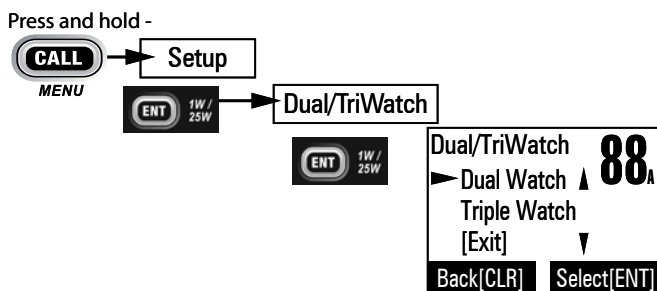 Press and hold -
CALL
MENU
Setup
ENT 1W / 25W
Dual/TriWatch
ENT 1W / 25W
Dual/TriWatch 88A
Dual Watch
Triple Watch
[Exit]
Back[CLR] Select[ENT]